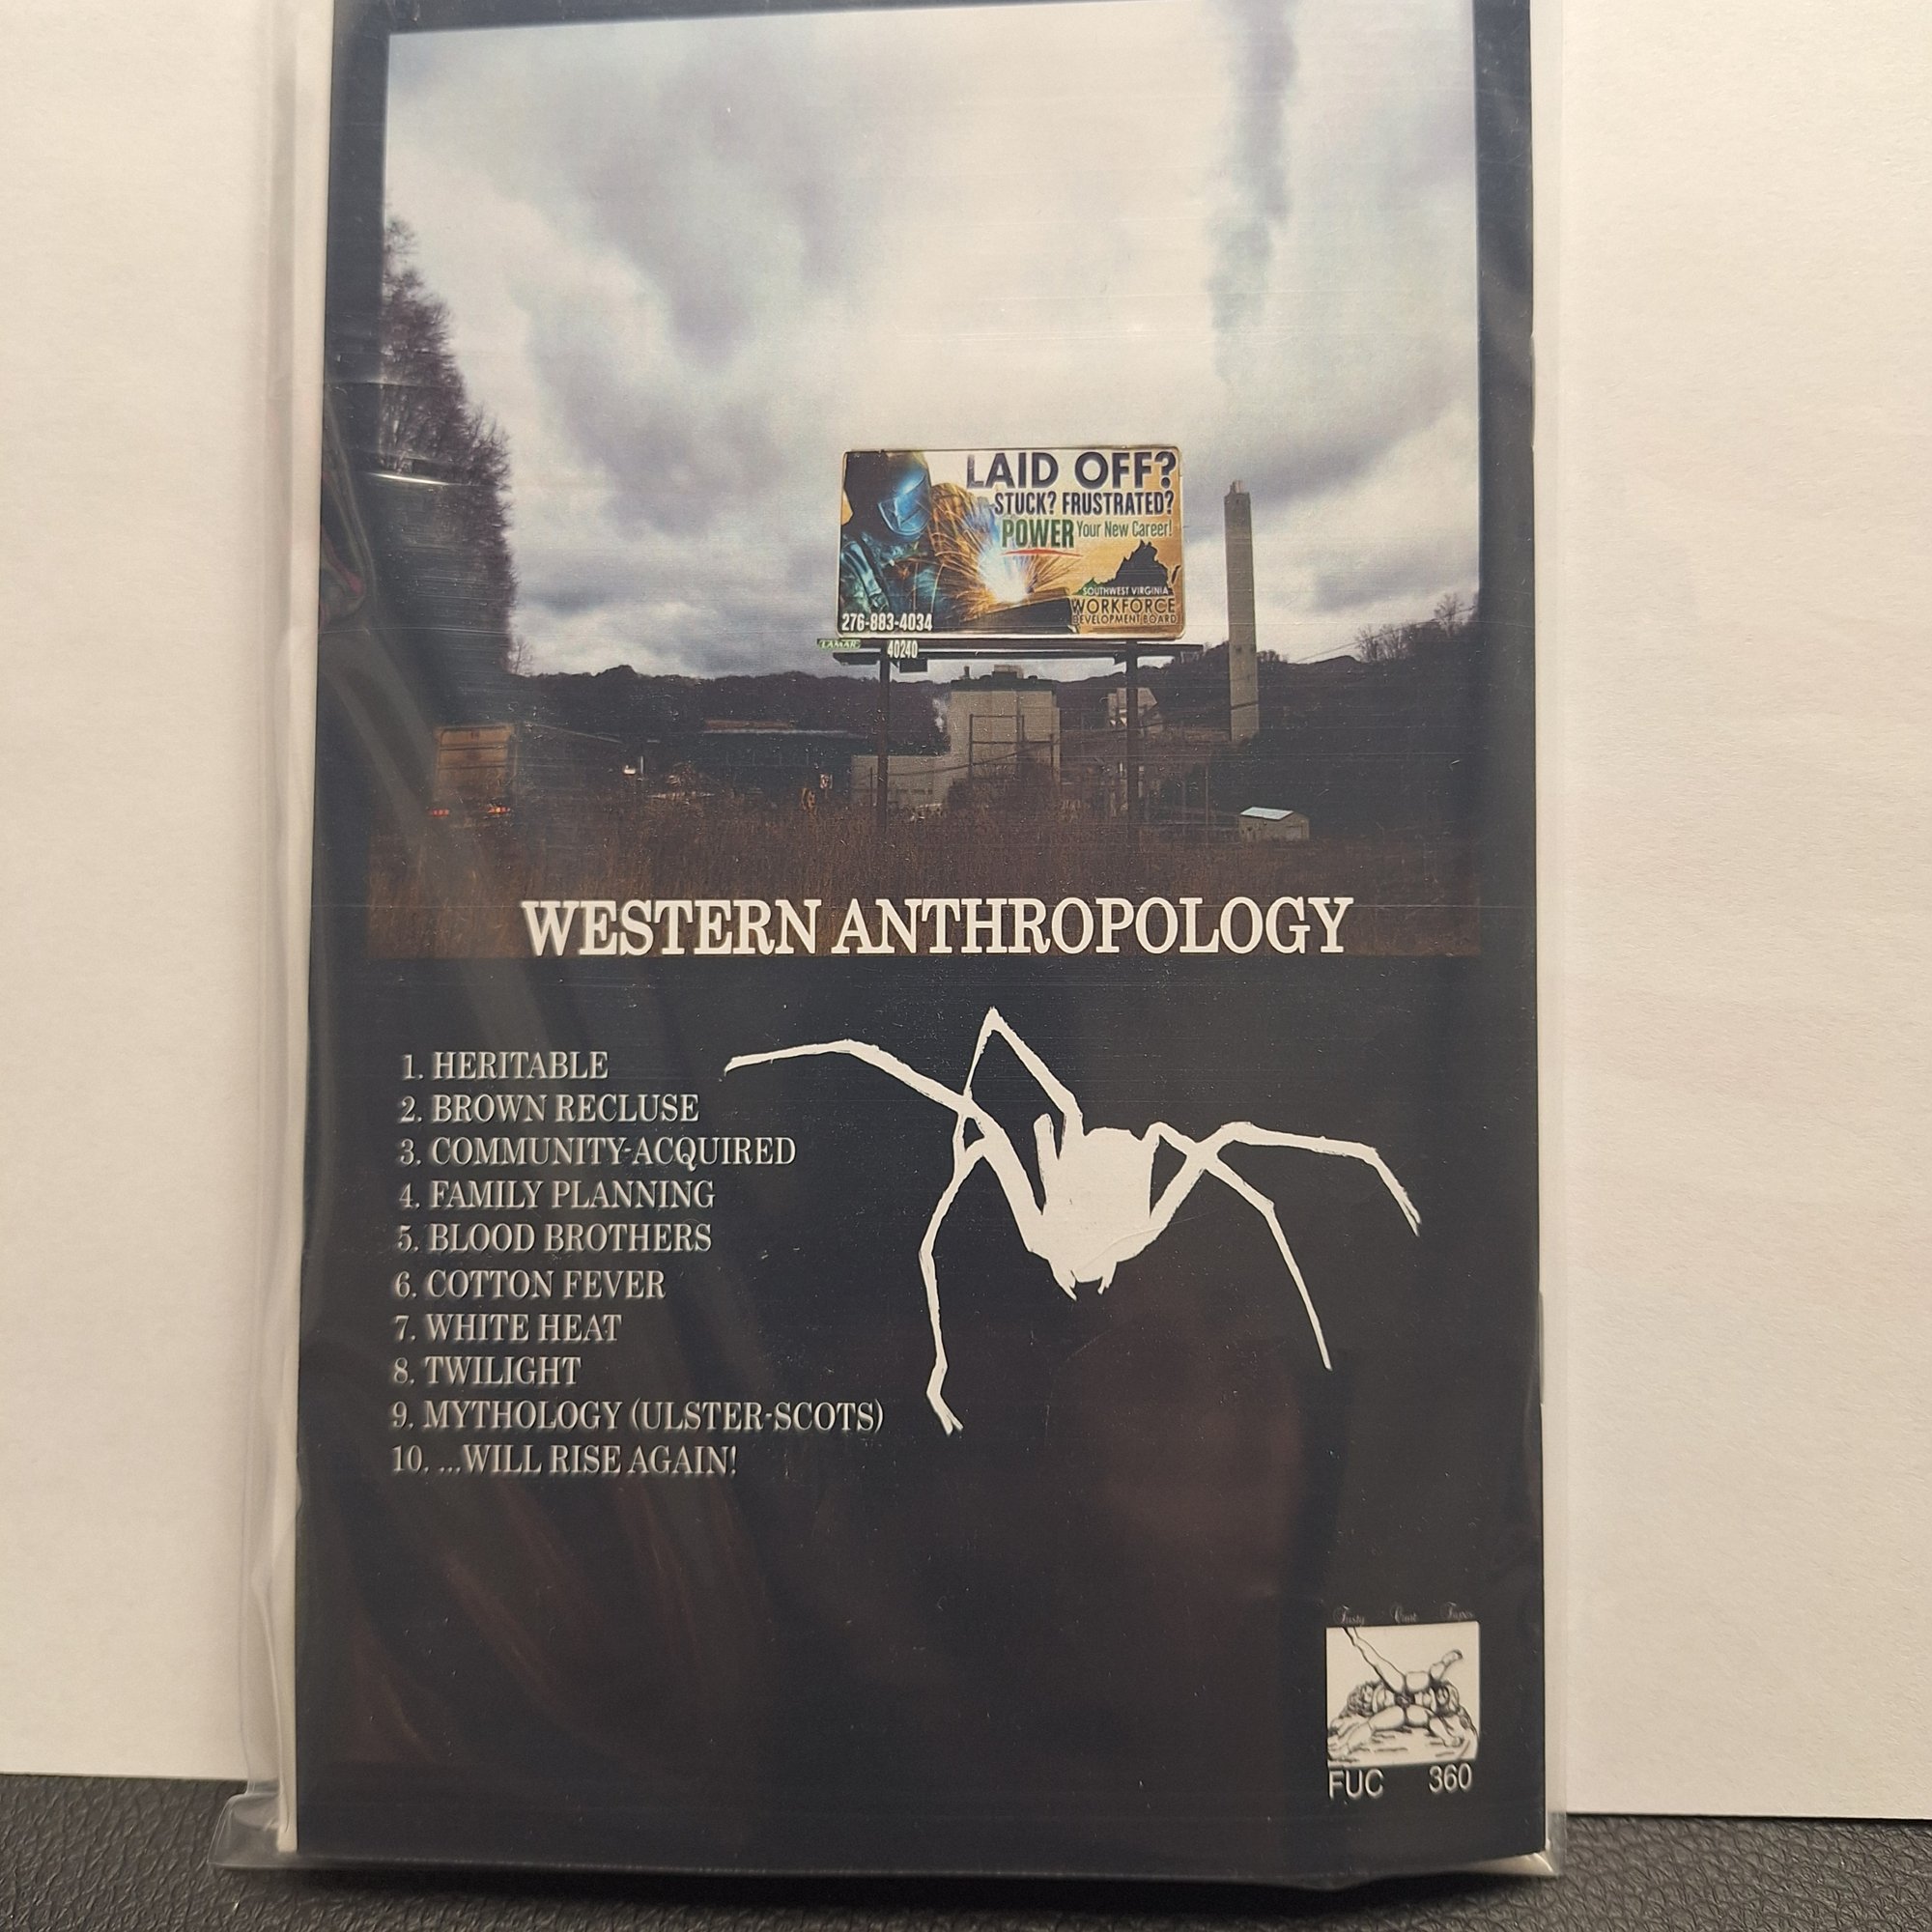 LAID OFF?
STUCK? FRUSTRATED?
POWER Your New Career!
SOUTHWEST VIRGINIA
WORKFORCE
DEVELOPMENT BOARD
276-883-4034
LAMAR
40240
WESTERN ANTHROPOLOGY
1. HERITABLE
2. BROWN RECLUSE
3. COMMUNITY-ACQUIRED
4. FAMILY PLANNING
5. BLOOD BROTHERS
6. COTTON FEVER
7. WHITE HEAT
8. TWILIGHT
9. MYTHOLOGY (ULSTER-SCOTS)
10. ...WILL RISE AGAIN!
FUC 360